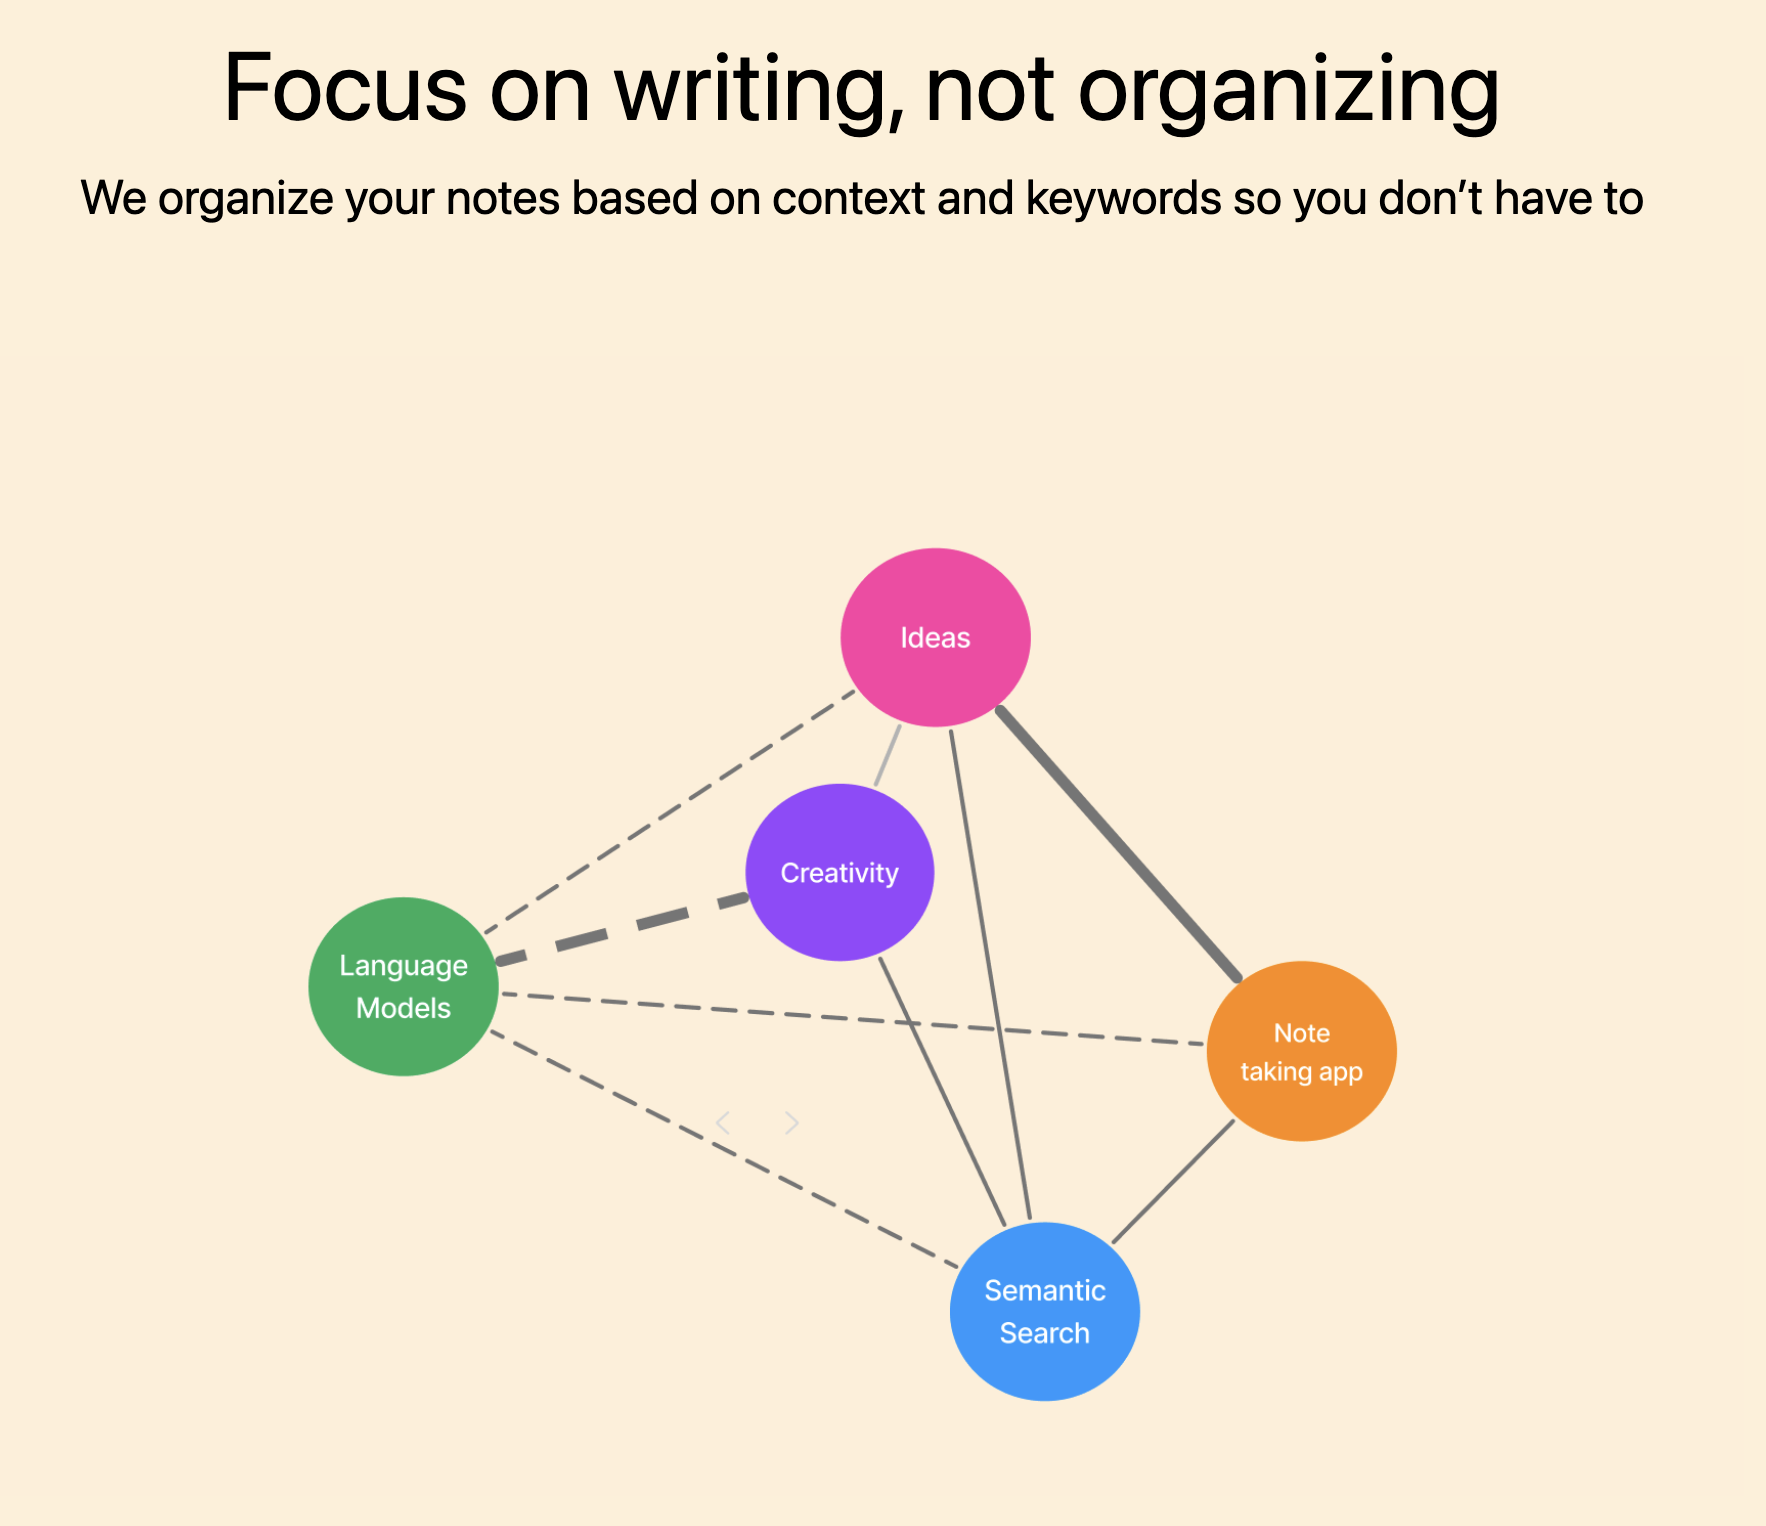 Focus on writing, not organizing
We organize your notes based on context and keywords so you don’t have to
Ideas
Creativity
Language
Models
Note
taking app
Semantic
Search